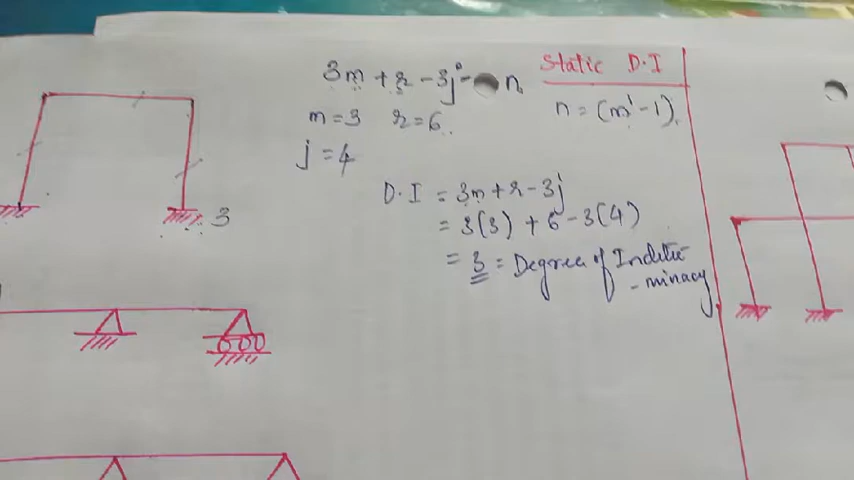 Static D.I
3m + r - 3j - n
n = (m' - 1)
m = 3 r = 6
j = 4
D.I = 3m + r - 3j
= 3(3) + 6 - 3(4)
= 3 = Degree of Indete
- minacy
3